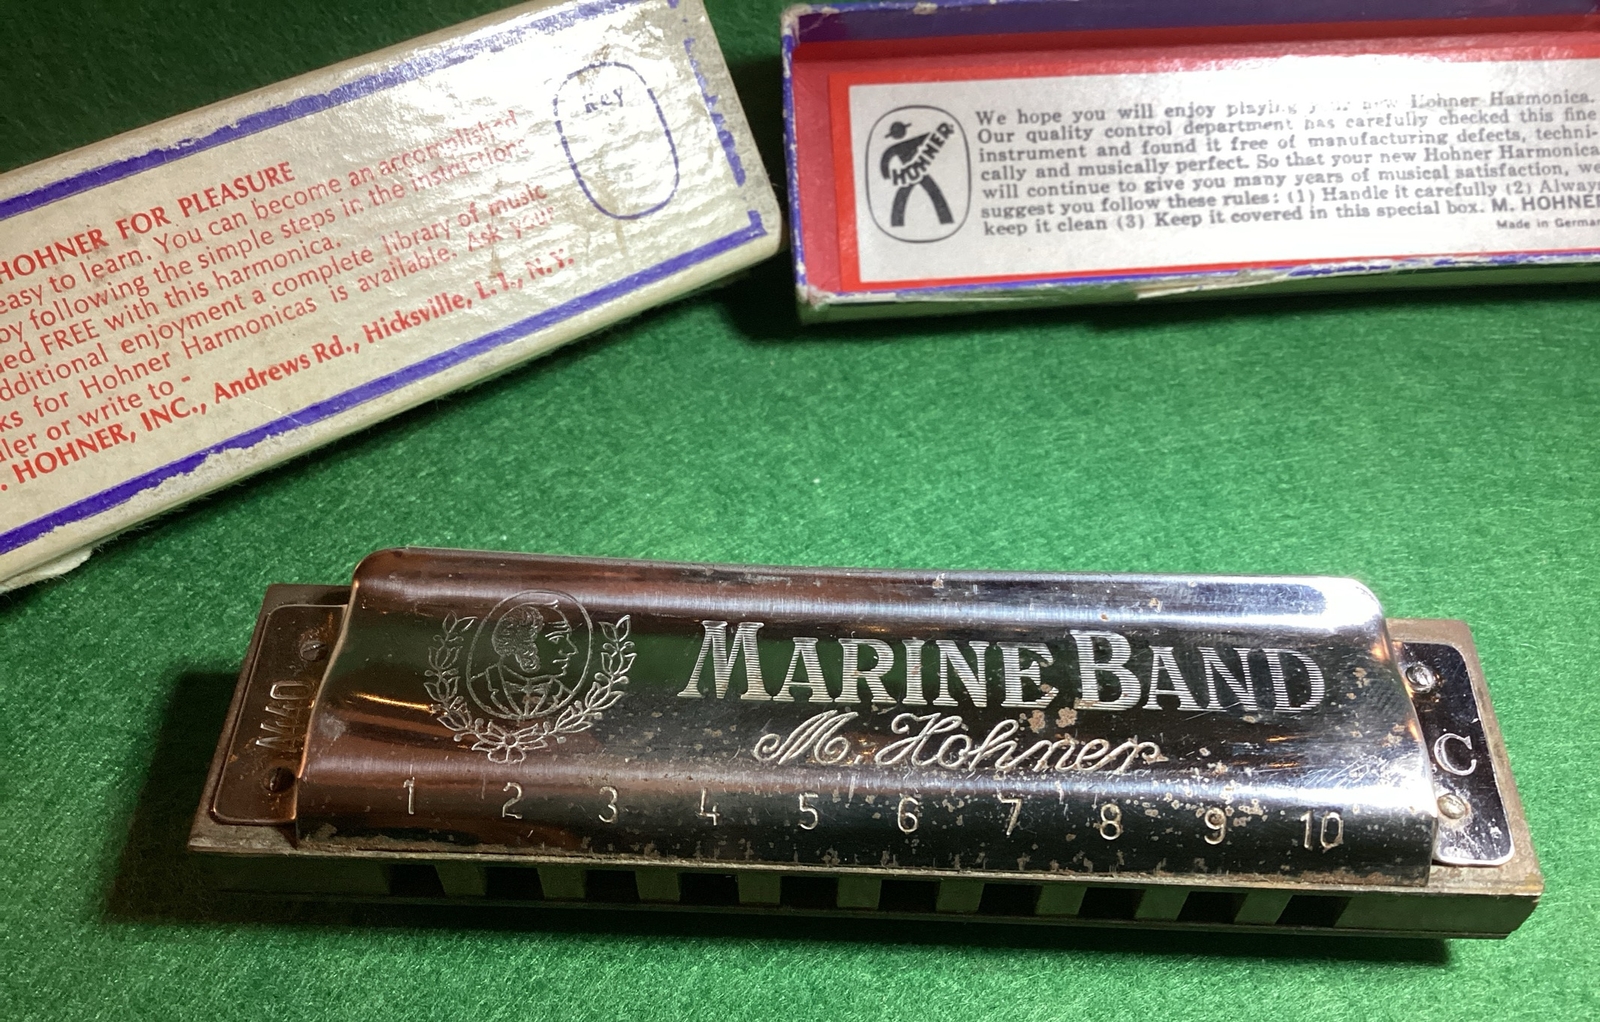 HOHNER FOR PLEASURE
easy to learn. You can become an accomplished
by following the simple steps in the instructions
FREE with this harmonica.
additional enjoyment a complete library of music
for Hohner Harmonicas is available. Ask your
or write to -
HOHNER, INC., Andrews Rd., Hicksville, L.I., N.Y.
Key
HOHNER
We hope you will enjoy playing new Hohner Harmonica.
Our quality control department has carefully checked this fine
instrument and found it free of manufacturing defects, techni-
cally and musically perfect. So that your new Hohner Harmonica
will continue to give you many years of musical satisfaction, we
suggest you follow these rules: (1) Handle it carefully (2) Always
keep it clean (3) Keep it covered in this special box. M. HOHNER
Made in German
MARINE BAND
M. Hohner
C
1 2 3 4 5 6 7 8 9 10